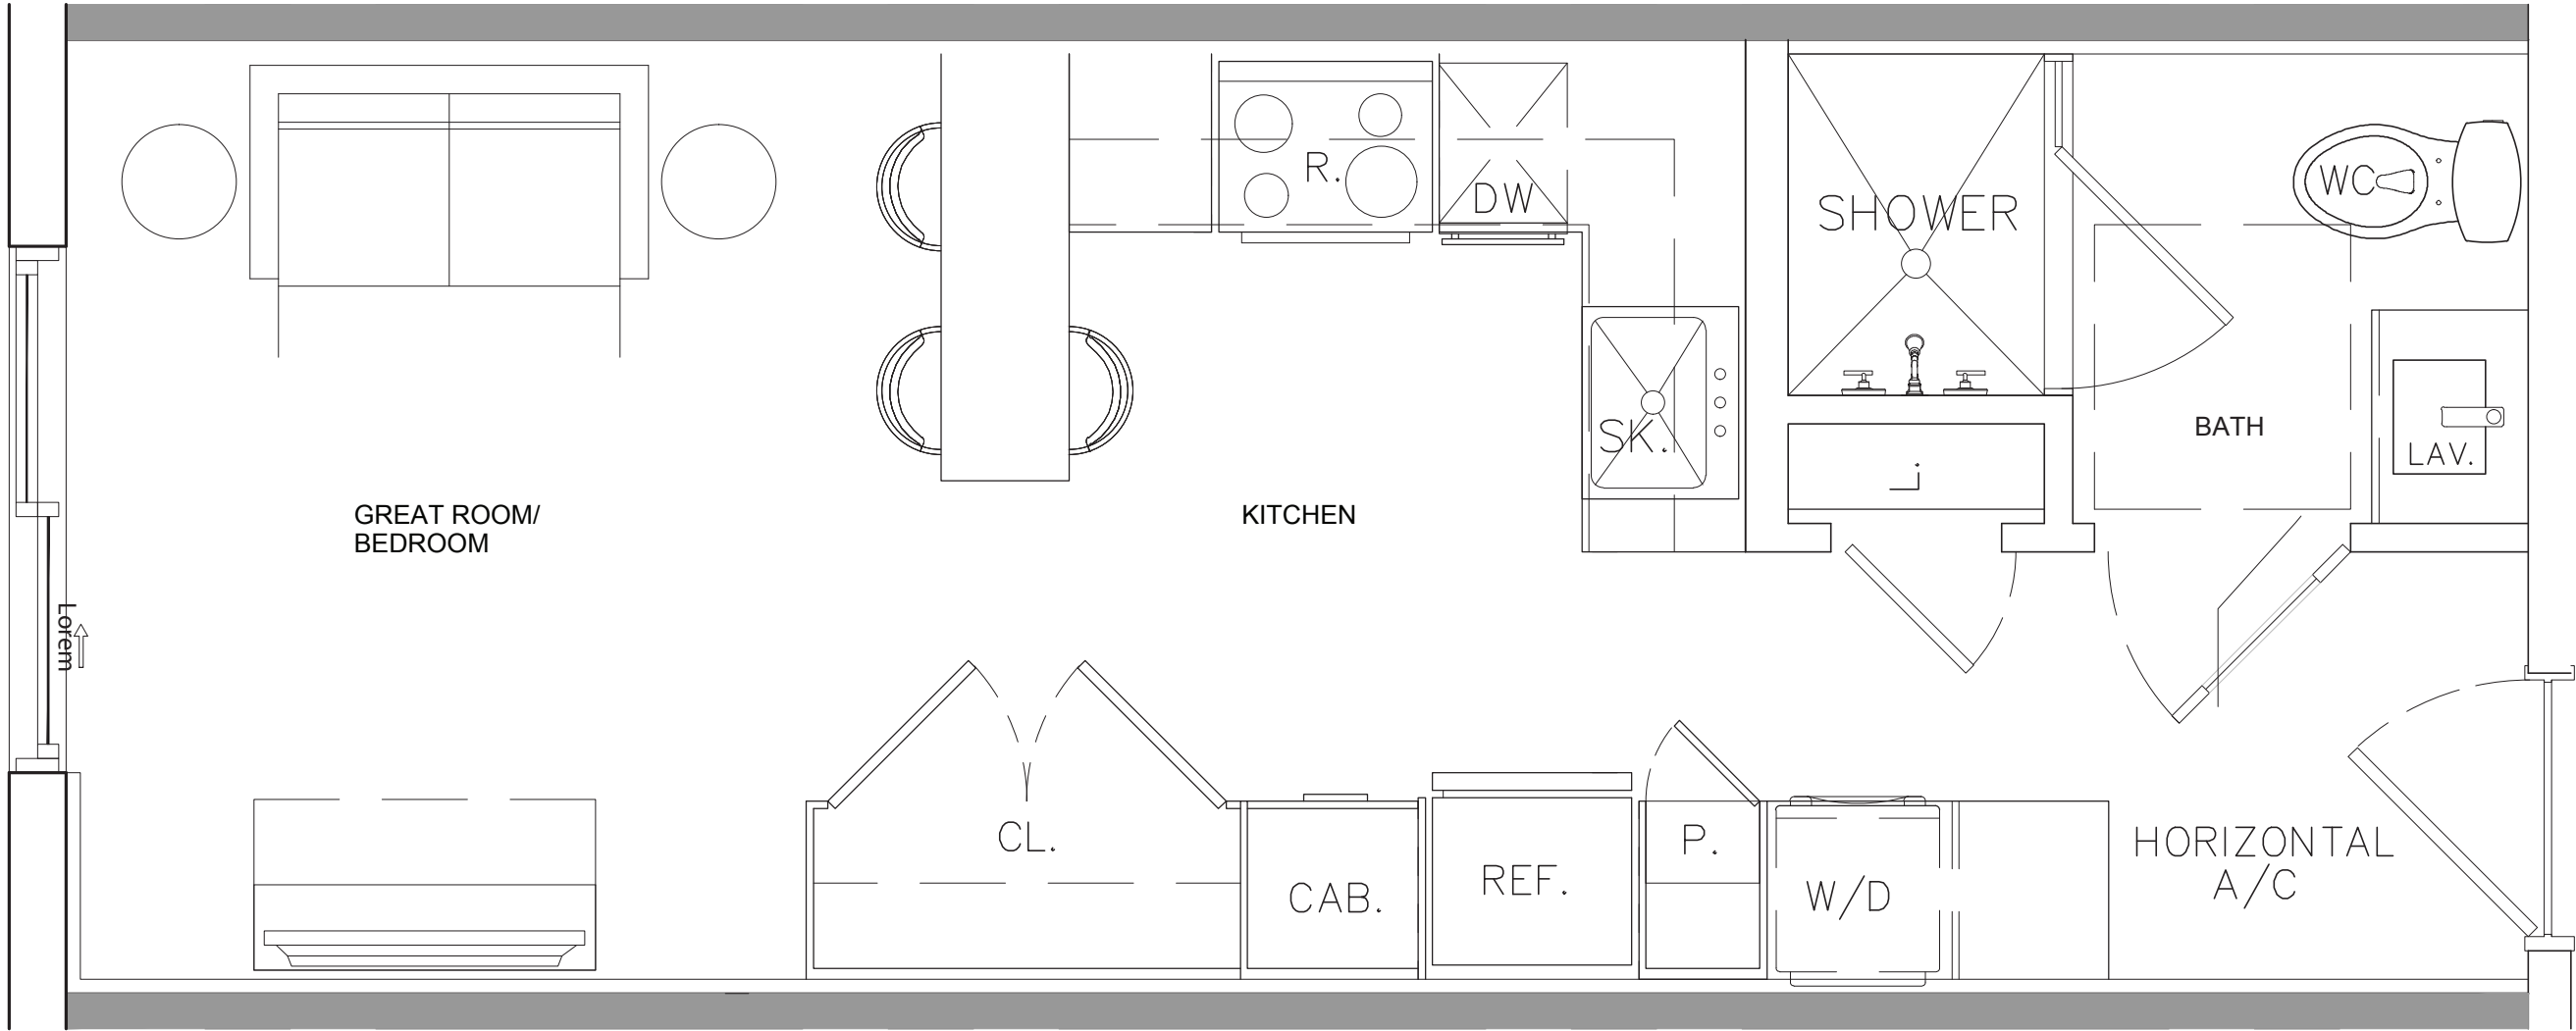 R.
DW
SHOWER
WC
SK.
BATH
LAV.
GREAT ROOM/
BEDROOM
KITCHEN
Lorem
CL.
CAB.
REF.
P.
W/D
HORIZONTAL
A/C